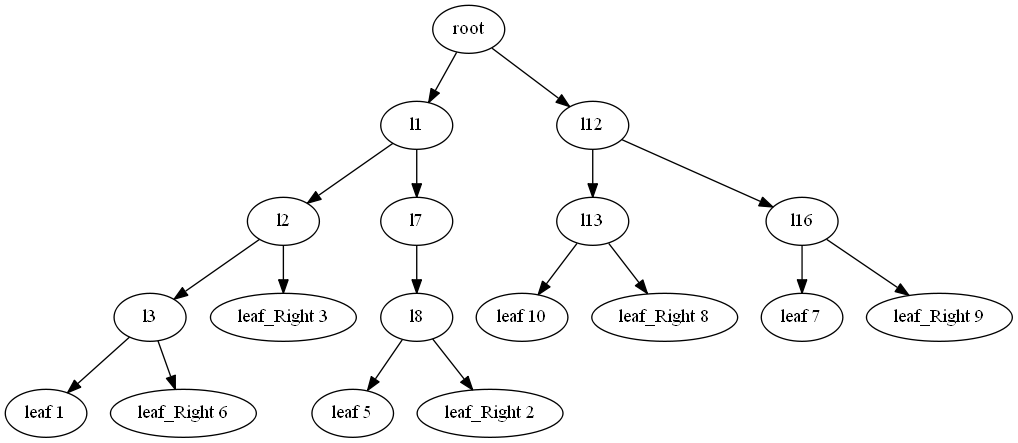 root
l1
l12
l2
l7
l13
l16
l3
leaf_Right 3
l8
leaf 10
leaf_Right 8
leaf 7
leaf_Right 9
leaf 1
leaf_Right 6
leaf 5
leaf_Right 2